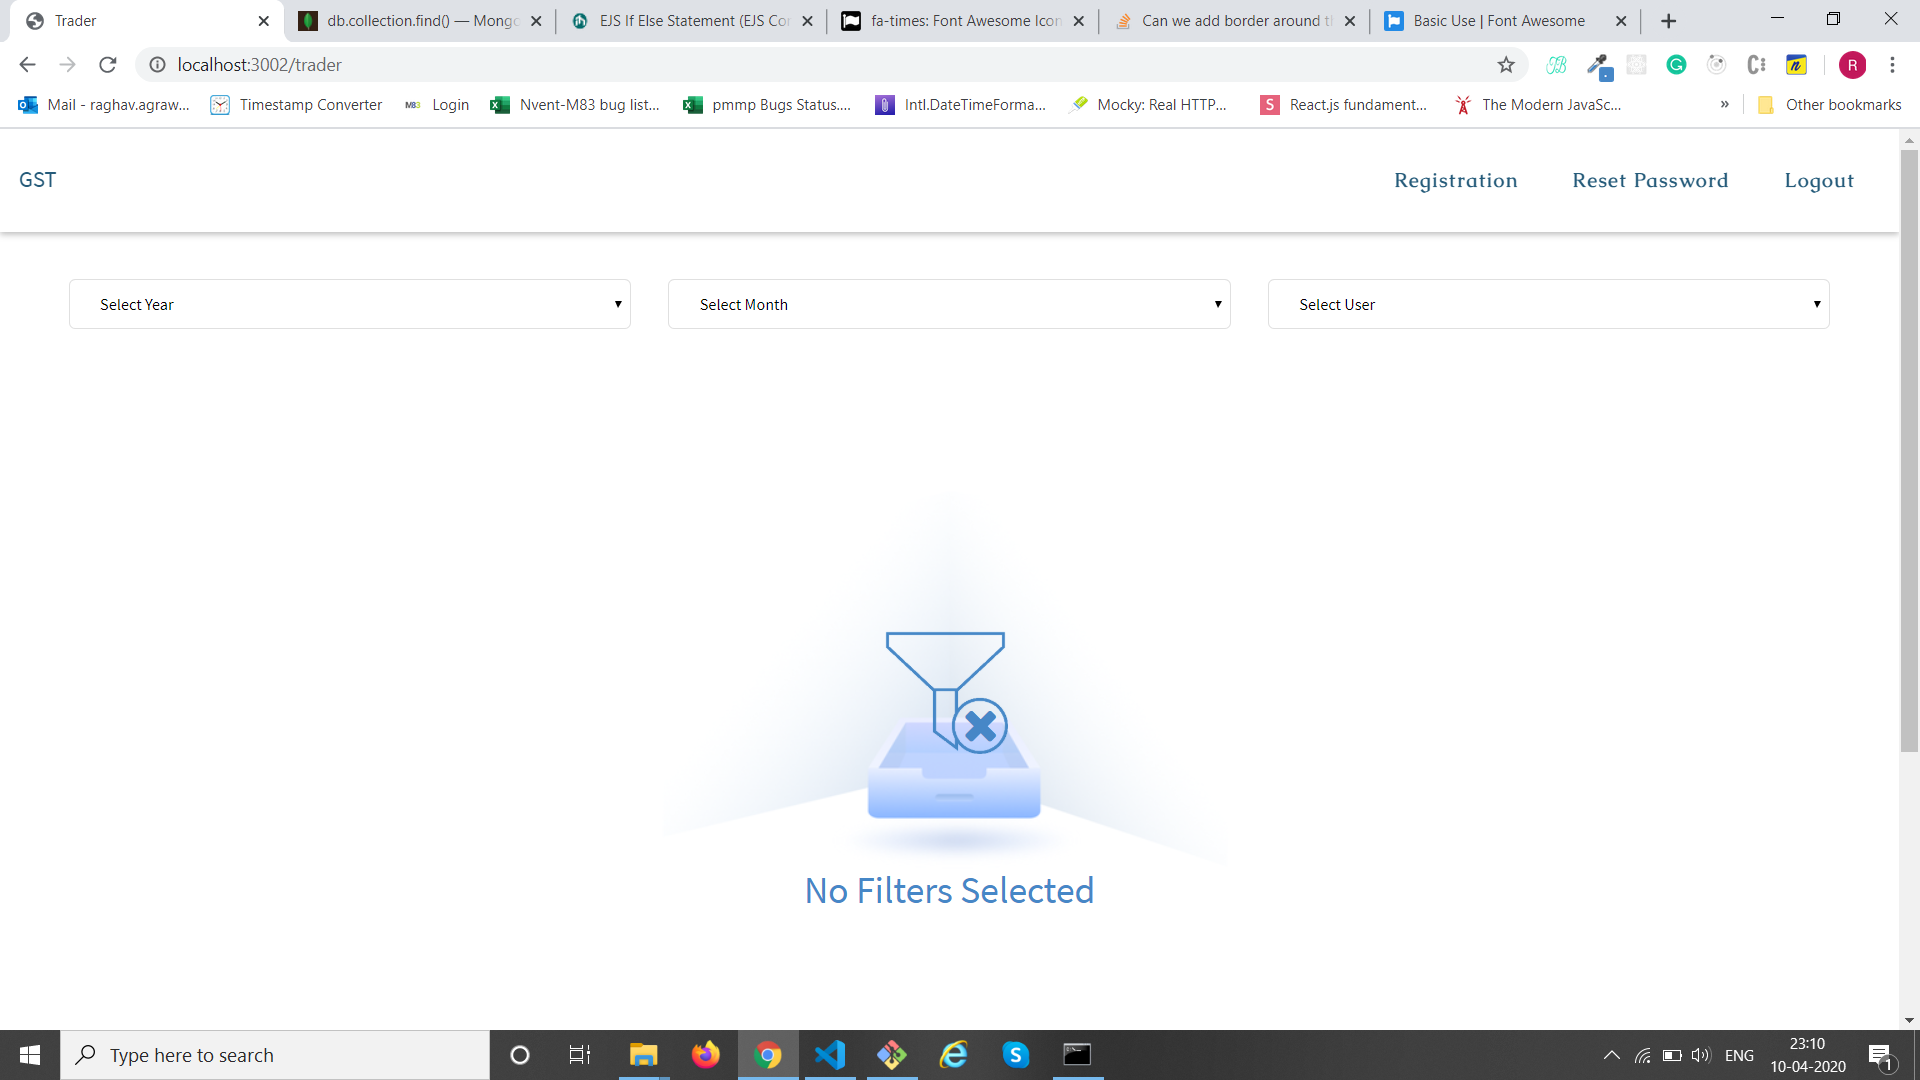 Trader
db.collection.find() — Mongo
EJS If Else Statement (EJS Con
fa-times: Font Awesome Icon
Can we add border around th
Basic Use | Font Awesome
localhost:3002/trader
R
Mail - raghav.agraw...
Timestamp Converter
M83
Login
Nvent-M83 bug list...
pmmp Bugs Status....
Intl.DateTimeForma...
Mocky: Real HTTP...
S
React.js fundament...
The Modern JavaSc...
»
Other bookmarks
GST
Registration
Reset Password
Logout
Select Year
Select Month
Select User
No Filters Selected
Type here to search
ENG
23:10
10-04-2020
1